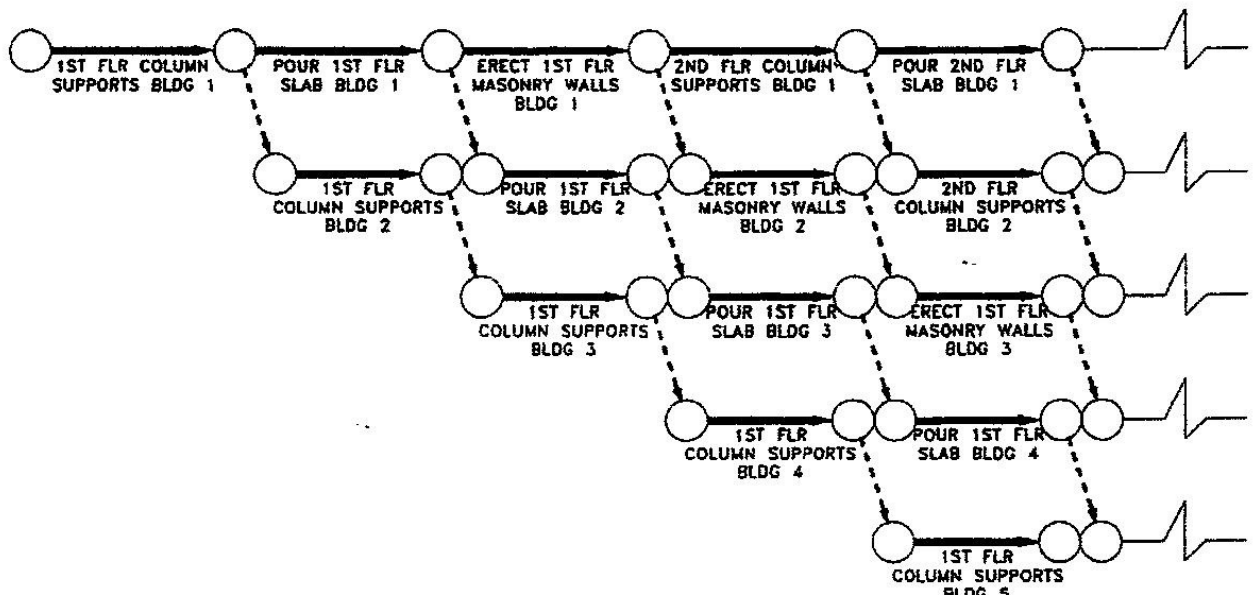 1ST FLR COLUMN
SUPPORTS BLDG 1
POUR 1ST FLR
SLAB BLDG 1
ERECT 1ST FLR
MASONRY WALLS
BLDG 1
2ND FLR COLUMN
SUPPORTS BLDG 1
POUR 2ND FLR
SLAB BLDG 1
1ST FLR
COLUMN SUPPORTS
BLDG 2
POUR 1ST FLR
SLAB BLDG 2
ERECT 1ST FLR
MASONRY WALLS
BLDG 2
2ND FLR
COLUMN SUPPORTS
BLDG 2
1ST FLR
COLUMN SUPPORTS
BLDG 3
POUR 1ST FLR
SLAB BLDG 3
ERECT 1ST FLR
MASONRY WALLS
BLDG 3
1ST FLR
COLUMN SUPPORTS
BLDG 4
POUR 1ST FLR
SLAB BLDG 4
1ST FLR
COLUMN SUPPORTS
BLDG 5